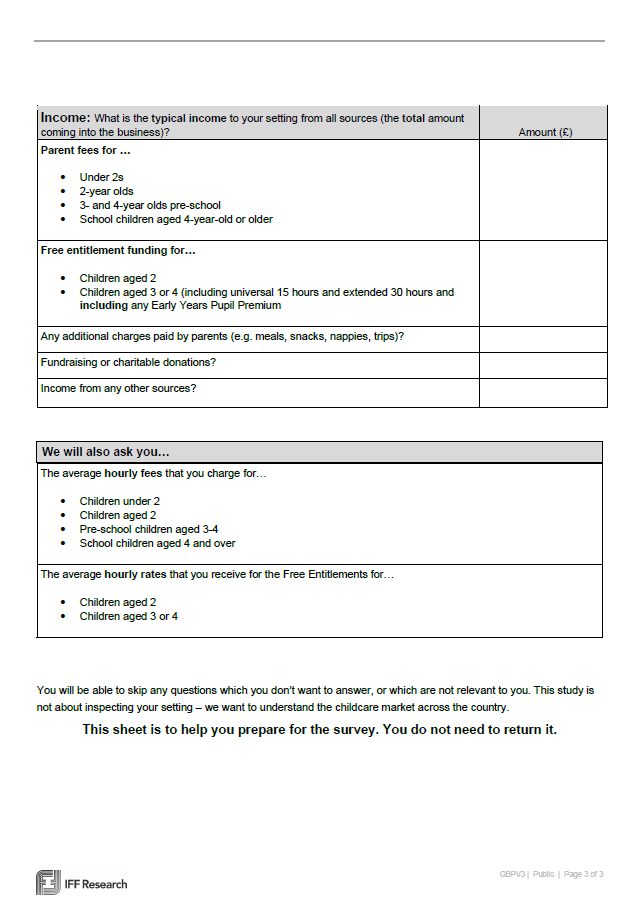 Income: What is the typical income to your setting from all sources (the total amount
coming into the business)?
Amount (£)
Parent fees for …
• Under 2s
• 2-year olds
• 3- and 4-year olds pre-school
• School children aged 4-year-old or older
Free entitlement funding for…
• Children aged 2
• Children aged 3 or 4 (including universal 15 hours and extended 30 hours and
including any Early Years Pupil Premium
Any additional charges paid by parents (e.g. meals, snacks, nappies, trips)?
Fundraising or charitable donations?
Income from any other sources?
We will also ask you…
The average hourly fees that you charge for…
• Children under 2
• Children aged 2
• Pre-school children aged 3-4
• School children aged 4 and over
The average hourly rates that you receive for the Free Entitlements for…
• Children aged 2
• Children aged 3 or 4
You will be able to skip any questions which you don’t want to answer, or which are not relevant to you. This study is
not about inspecting your setting – we want to understand the childcare market across the country.
This sheet is to help you prepare for the survey. You do not need to return it.
IFF Research
GBPV3 | Public | Page 3 of 3